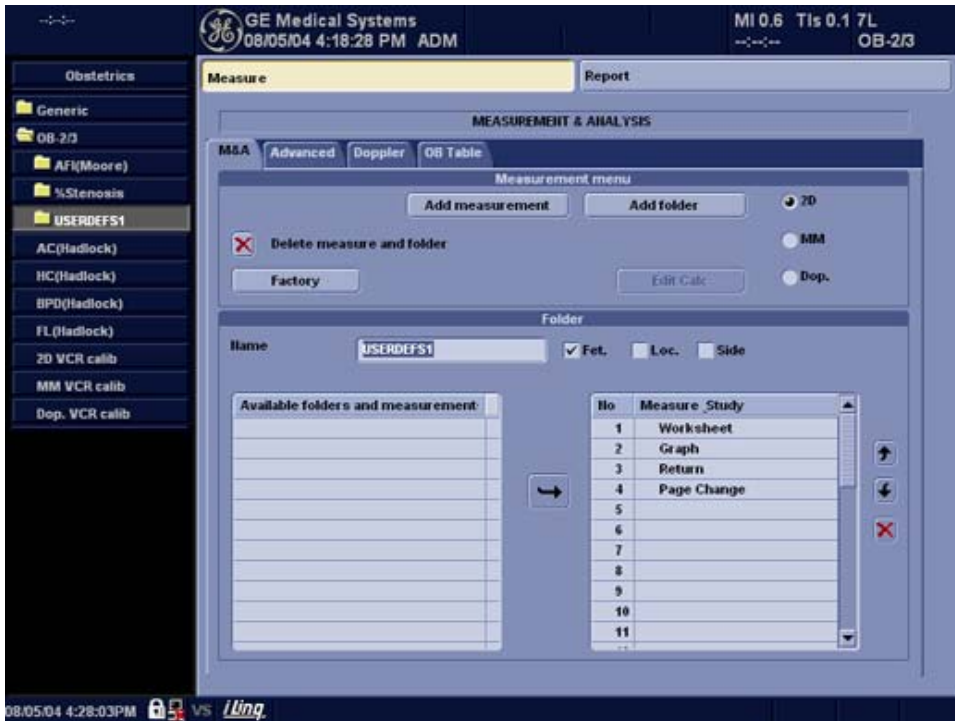 --:--:--
GE Medical Systems
08/05/04 4:18:28 PM ADM
MI 0.6 TIs 0.1 7L
--:--:-- OB-2/3
Obstetrics
Generic
OB-2/3
AFI(Moore)
%Stenosis
USERDEFS1
AC(Hadlock)
HC(Hadlock)
BPD(Hadlock)
FL(Hadlock)
2D VCR calib
MM VCR calib
Dop. VCR calib
Measure
Report
MEASUREMENT & ANALYSIS
M&A Advanced Doppler OB Table
Measurement menu
Add measurement Add folder 2D
Delete measure and folder MM
Factory Edit Calc Dop.
Folder
Name USERDEFS1 Fet. Loc. Side
Available folders and measurement
No Measure_Study
1 Worksheet
2 Graph
3 Return
4 Page Change
5
6
7
8
9
10
11
08/05/04 4:28:03PM VS iLinq